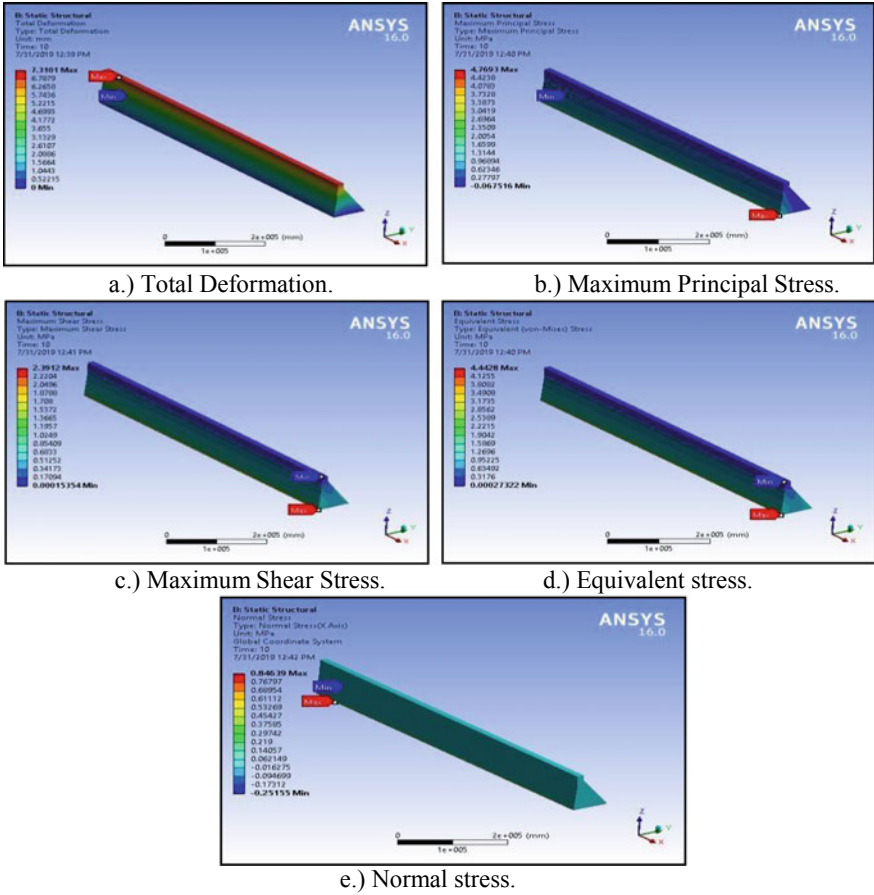 B: Static Structural
Total Deformation
Type: Total Deformation
Unit: mm
Time: 10
7/31/2019 12:39 PM
ANSYS
16.0
7.3101 Max
6.7879
6.2658
5.7436
5.2215
4.6993
4.1772
3.655
3.1329
2.6107
2.0886
1.5664
1.0443
0.52215
0 Min
Max
Min
0
2e+005 (mm)
1e+005
Z
Y
X
a.) Total Deformation.
B: Static Structural
Maximum Principal Stress
Type: Maximum Principal Stress
Unit: MPa
Time: 10
7/31/2019 12:40 PM
ANSYS
16.0
4.7693 Max
4.4238
4.0783
3.7328
3.3873
3.0419
2.6964
2.3509
2.0054
1.6599
1.3144
0.96894
0.62346
0.27797
-0.067516 Min
Min
Max
0
2e+005 (mm)
1e+005
Z
Y
X
b.) Maximum Principal Stress.
B: Static Structural
Maximum Shear Stress
Type: Maximum Shear Stress
Unit: MPa
Time: 10
7/31/2019 12:41 PM
ANSYS
16.0
2.3912 Max
2.2204
2.0496
1.8788
1.708
1.5372
1.3665
1.1957
1.0249
0.85409
0.6833
0.51252
0.34173
0.17094
0.00015354 Min
Min
Max
0
2e+005 (mm)
1e+005
Z
Y
X
c.) Maximum Shear Stress.
B: Static Structural
Equivalent Stress
Type: Equivalent (von-Mises) Stress
Unit: MPa
Time: 10
7/31/2019 12:40 PM
ANSYS
16.0
4.4428 Max
4.1255
3.8082
3.4908
3.1735
2.8562
2.5389
2.2215
1.9042
1.5869
1.2696
0.95225
0.63492
0.3176
0.00027322 Min
Min
Max
0
2e+005 (mm)
1e+005
Z
Y
X
d.) Equivalent stress.
B: Static Structural
Normal Stress
Type: Normal Stress(X Axis)
Unit: MPa
Global Coordinate System
Time: 10
7/31/2019 12:42 PM
ANSYS
16.0
0.84639 Max
0.76797
0.68954
0.61112
0.53269
0.45427
0.37585
0.29742
0.219
0.14057
0.062149
-0.016275
-0.094699
-0.17312
-0.25155 Min
Min
Max
0
2e+005 (mm)
1e+005
Z
Y
X
e.) Normal stress.